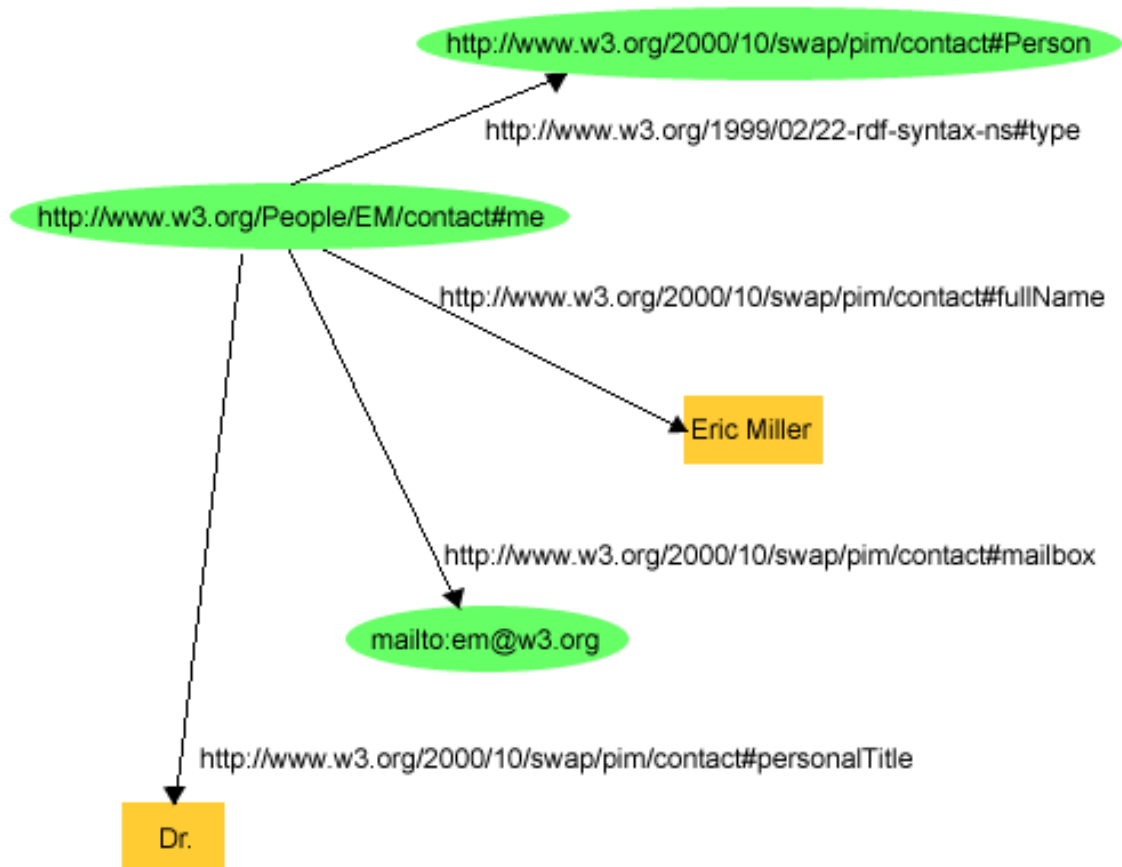 http://www.w3.org/2000/10/swap/pim/contact#Person
http://www.w3.org/1999/02/22-rdf-syntax-ns#type
http://www.w3.org/People/EM/contact#me
http://www.w3.org/2000/10/swap/pim/contact#fullName
Eric Miller
http://www.w3.org/2000/10/swap/pim/contact#mailbox
mailto:em@w3.org
http://www.w3.org/2000/10/swap/pim/contact#personalTitle
Dr.